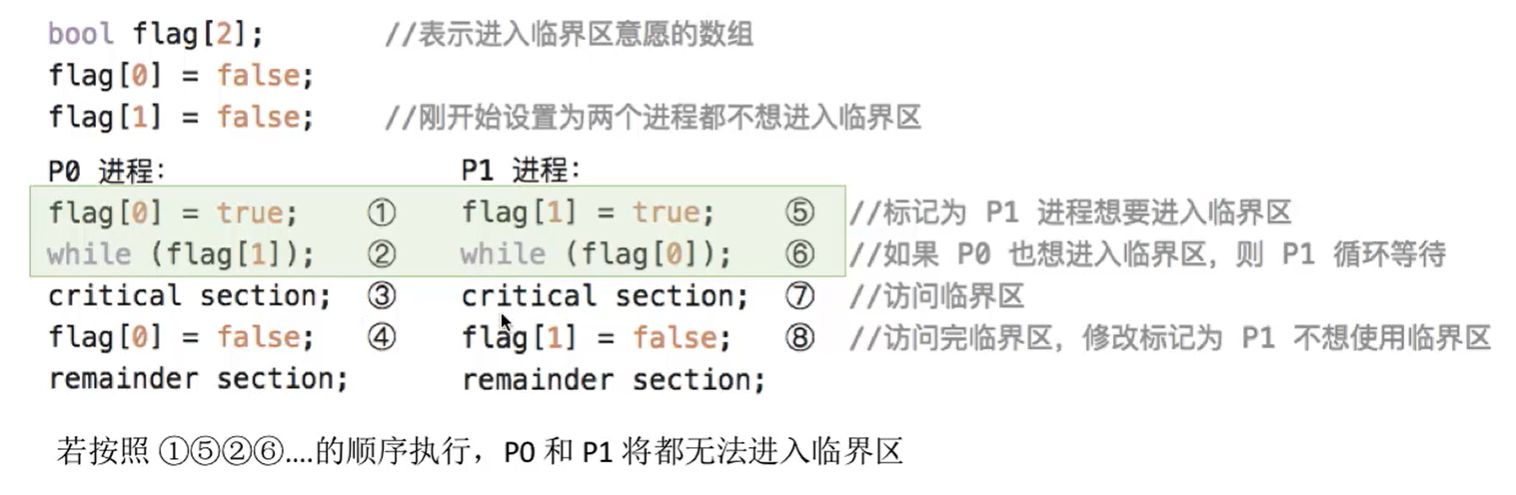 bool flag[2]; //表示进入临界区意愿的数组
flag[0] = false;
flag[1] = false; //刚开始设置为两个进程都不想进入临界区
P0 进程： P1 进程：
flag[0] = true; ① flag[1] = true; ⑤ //标记为 P1 进程想要进入临界区
while (flag[1]); ② while (flag[0]); ⑥ //如果 P0 也想进入临界区，则 P1 循环等待
critical section; ③ critical section; ⑦ //访问临界区
flag[0] = false; ④ flag[1] = false; ⑧ //访问完临界区，修改标记为 P1 不想使用临界区
remainder section; remainder section;
若按照 ①⑤②⑥....的顺序执行，P0 和 P1 将都无法进入临界区